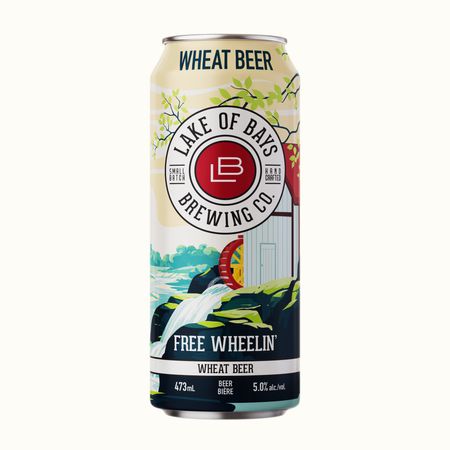 WHEAT BEER
LAKE OF BAYS
LB
SMALL BATCH
HAND CRAFTED
BREWING CO.
FREE WHEELIN'
WHEAT BEER
473mL
BEER
BIÈRE
5.0% alc./vol.